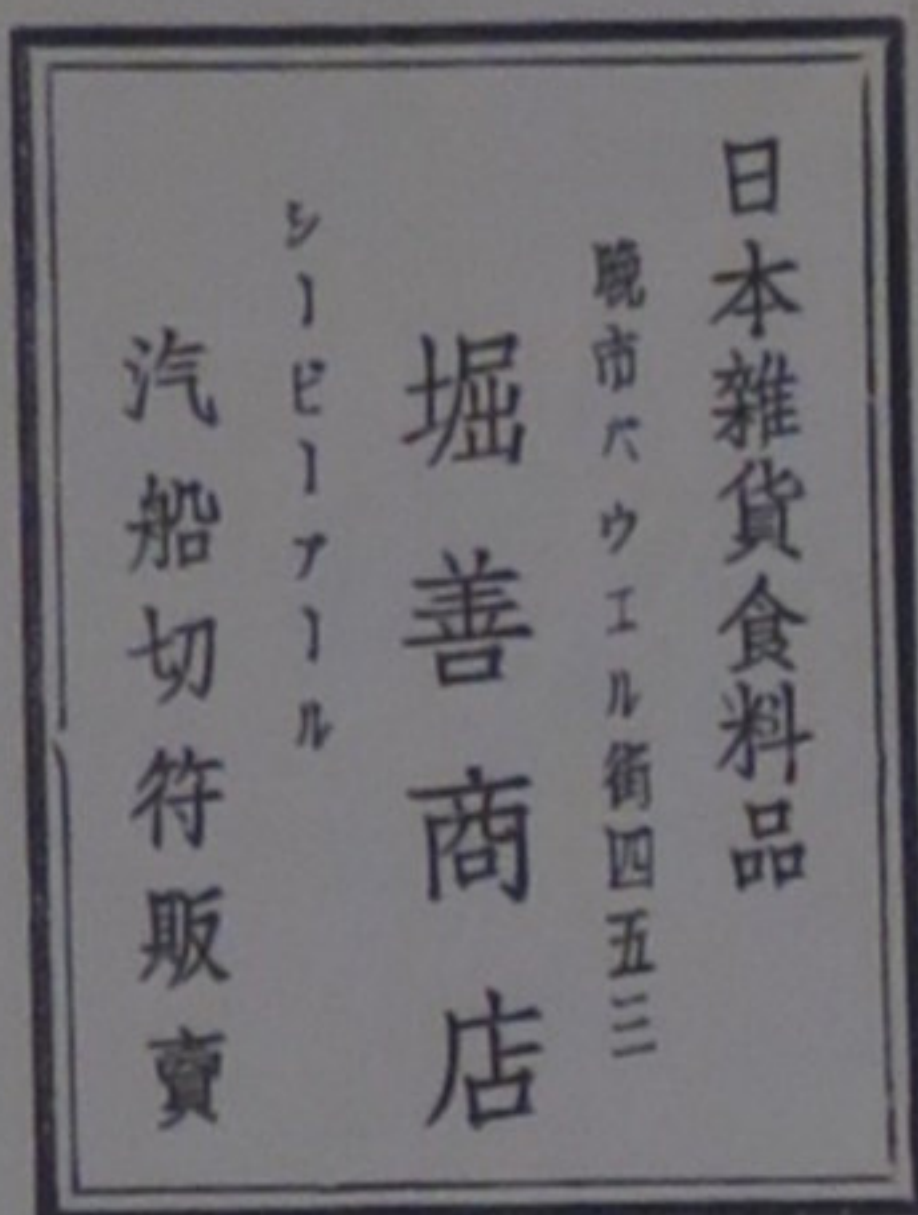 日本雑貨食料品
晩市パウエル街四五三
堀善商店
シーピーアール
汽船切符販賣